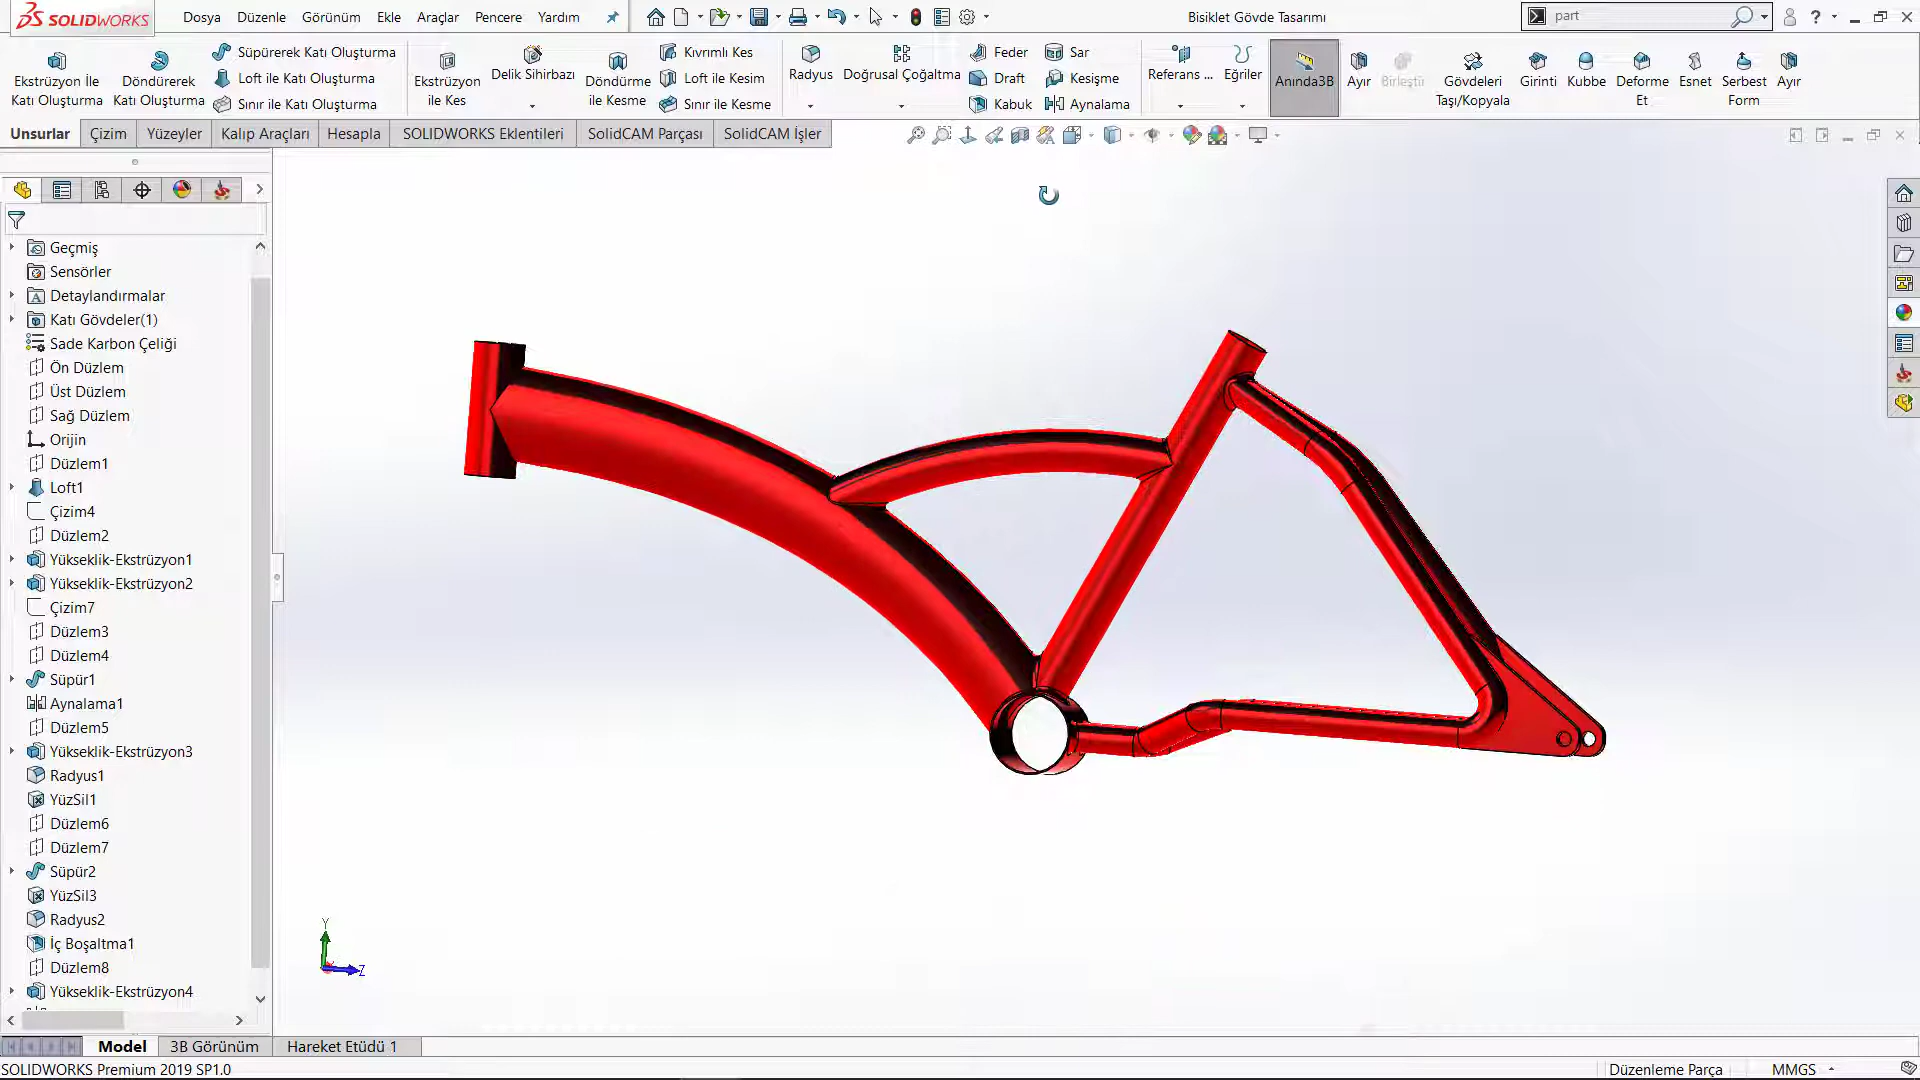 SOLIDWORKS
Dosya Düzenle Görünüm Ekle Araçlar Pencere Yardım
Bisiklet Gövde Tasarımı
part
Ekstrüzyon İle
Katı Oluşturma
Döndürerek
Katı Oluşturma
Süpürerek Katı Oluşturma
Loft ile Katı Oluşturma
Sınır ile Katı Oluşturma
Ekstrüzyon
ile Kes
Delik Sihirbazı
Döndürme
ile Kesme
Kıvrımlı Kes
Loft ile Kesim
Sınır ile Kesme
Radyus
Doğrusal Çoğaltma
Feder
Draft
Kabuk
Sar
Kesişme
Aynalama
Referans ...
Eğriler
Anında3B
Ayır
Birleştir
Gövdeleri
Taşı/Kopyala
Girinti
Kubbe
Deforme
Et
Esnet
Serbest
Form
Ayır
Unsurlar Çizim Yüzeyler Kalıp Araçları Hesapla SOLIDWORKS Eklentileri SolidCAM Parçası SolidCAM İşler
Geçmiş
Sensörler
Detaylandırmalar
Katı Gövdeler(1)
Sade Karbon Çeliği
Ön Düzlem
Üst Düzlem
Sağ Düzlem
Orijin
Düzlem1
Loft1
Çizim4
Düzlem2
Yükseklik-Ekstrüzyon1
Yükseklik-Ekstrüzyon2
Çizim7
Düzlem3
Düzlem4
Süpür1
Aynalama1
Düzlem5
Yükseklik-Ekstrüzyon3
Radyus1
YüzSil1
Düzlem6
Düzlem7
Süpür2
YüzSil3
Radyus2
İç Boşaltma1
Düzlem8
Yükseklik-Ekstrüzyon4
Y
Z
Model 3B Görünüm Hareket Etüdü 1
SOLIDWORKS Premium 2019 SP1.0
Düzenleme Parça
MMGS